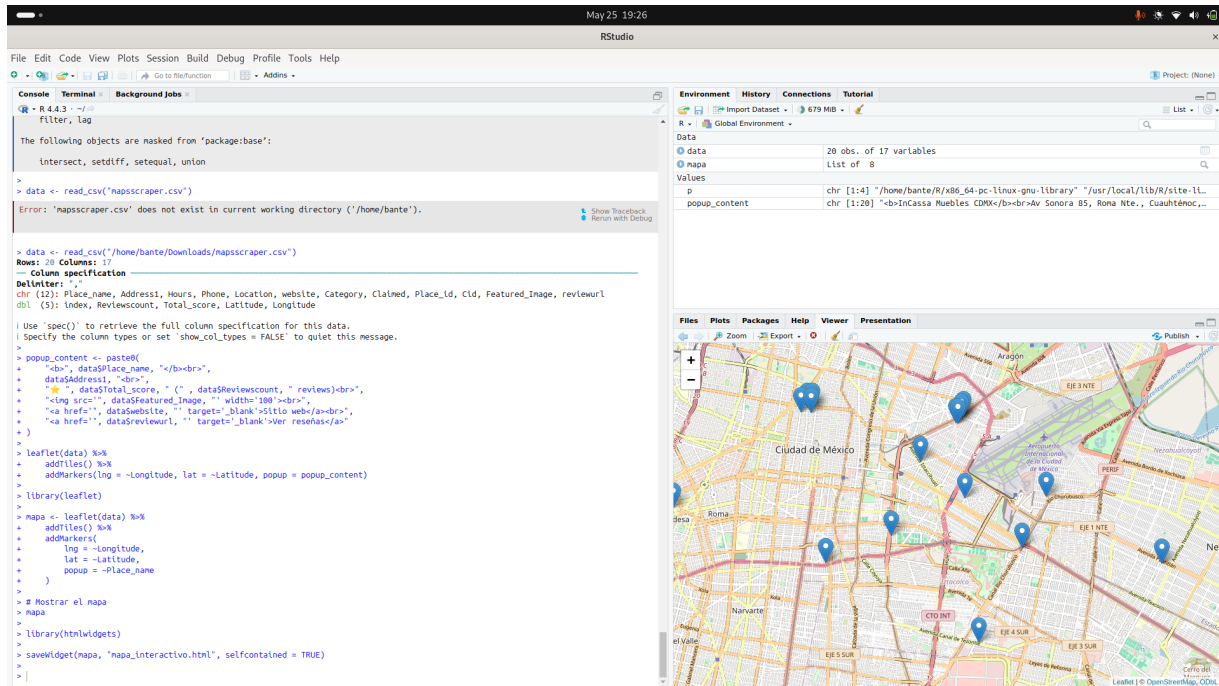 May 25 19:26
RStudio
File Edit Code View Plots Session Build Debug Profile Tools Help
Go to file/function
Addins
Project: (None)
Console Terminal Background Jobs
R 4.4.3 · ~/
filter, lag
The following objects are masked from ‘package:base’:
intersect, setdiff, setequal, union
>
> data <- read_csv("mapsscraper.csv")
Error: 'mapsscraper.csv' does not exist in current working directory ('/home/bante').
Show Traceback
Rerun with Debug
> data <- read_csv("/home/bante/Downloads/mapsscraper.csv")
Rows: 20 Columns: 17
── Column specification ──
Delimiter: ","
chr (12): Place_name, Address1, Hours, Phone, Location, website, Category, Claimed, Place_id, Cid, Featured_Image, reviewurl
dbl (5): index, Reviewscount, Total_score, Latitude, Longitude
ℹ Use `spec()` to retrieve the full column specification for this data.
ℹ Specify the column types or set `show_col_types = FALSE` to quiet this message.
>
> popup_content <- paste0(
+ "<b>", data$Place_name, "</b><br>",
+ data$Address1, "<br>",
+ "⭐ ", data$Total_score, " (" , data$Reviewscount, " reviews)<br>",
+ "<img src='", data$Featured_Image, "' width='100'><br>",
+ "<a href='", data$website, "' target='_blank'>Sitio web</a><br>",
+ "<a href='", data$reviewurl, "' target='_blank'>Ver reseñas</a>"
+ )
>
> leaflet(data) %>%
+ addTiles() %>%
+ addMarkers(lng = ~Longitude, lat = ~Latitude, popup = popup_content)
>
> library(leaflet)
>
> mapa <- leaflet(data) %>%
+ addTiles() %>%
+ addMarkers(
+ lng = ~Longitude,
+ lat = ~Latitude,
+ popup = ~Place_name
+ )
>
> # Mostrar el mapa
> mapa
>
> library(htmlwidgets)
>
> saveWidget(mapa, "mapa_interactivo.html", selfcontained = TRUE)
>
>
Environment History Connections Tutorial
Import Dataset 679 MiB
List
R Global Environment
Data
data 20 obs. of 17 variables
mapa List of 8
Values
p chr [1:4] "/home/bante/R/x86_64-pc-linux-gnu-library" "/usr/local/lib/R/site-li…
popup_content chr [1:20] "<b>InCassa Muebles CDMX</b><br>Av Sonora 85, Roma Nte., Cuauhtémoc,…
Files Plots Packages Help Viewer Presentation
Zoom Export Publish
+
−
Aragón
EJE 3 NTE
Ciudad de México
Aeropuerto
Internacional
de la Ciudad
de México
Nezahualcóyotl
PERIF
Roma
desa
EJE 1 NTE
Ne
Iztacalco
Xola
Narvarte
CTO INT
el Valle
EJE 4 SUR
EJE 3 SUR
EJE 5 SUR
Cerro del
Leaflet | © OpenStreetMap, ODbL